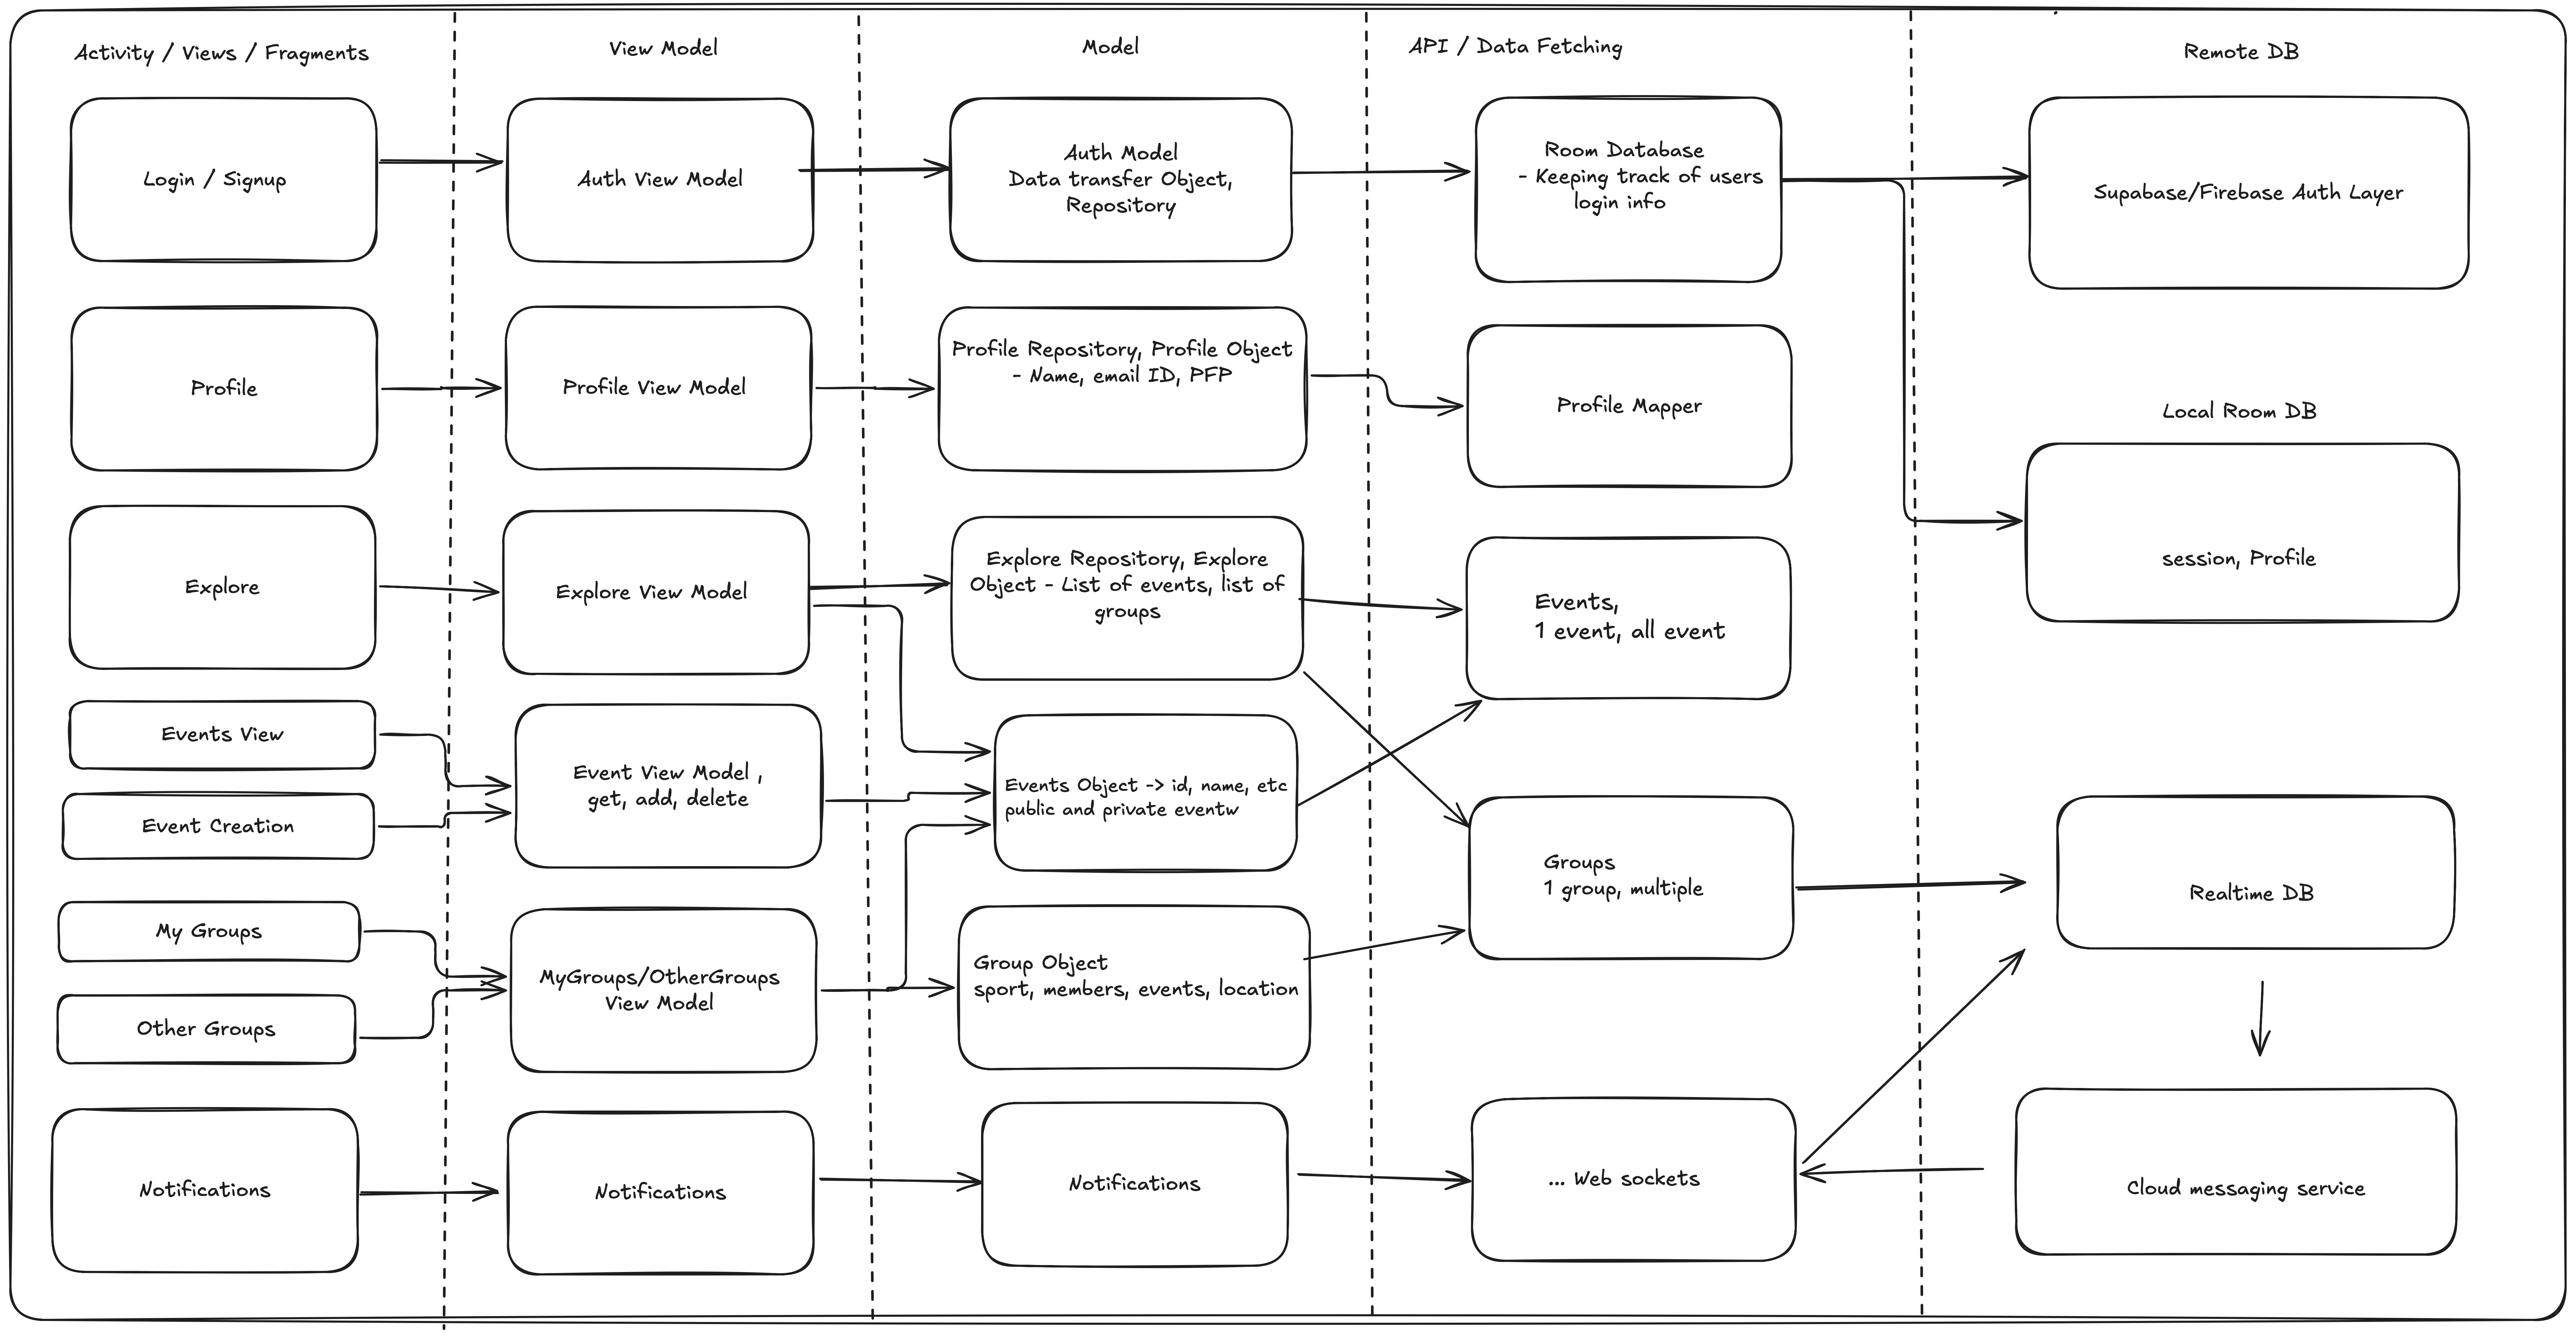 Activity / Views / Fragments
View Model
Model
API / Data Fetching
Remote DB
Login / Signup
Auth View Model
Auth Model
Data transfer Object,
Repository
Room Database
- Keeping track of users
login info
Supabase/Firebase Auth Layer
Profile
Profile View Model
Profile Repository, Profile Object
- Name, email ID, PFP
Profile Mapper
Local Room DB
session, Profile
Explore
Explore View Model
Explore Repository, Explore
Object - List of events, list of
groups
Events,
1 event, all event
Events View
Event Creation
Event View Model ,
get, add, delete
Events Object -> id, name, etc
public and private eventw
Groups
1 group, multiple
Realtime DB
My Groups
Other Groups
MyGroups/OtherGroups
View Model
Group Object
sport, members, events, location
Notifications
Notifications
Notifications
... Web sockets
Cloud messaging service